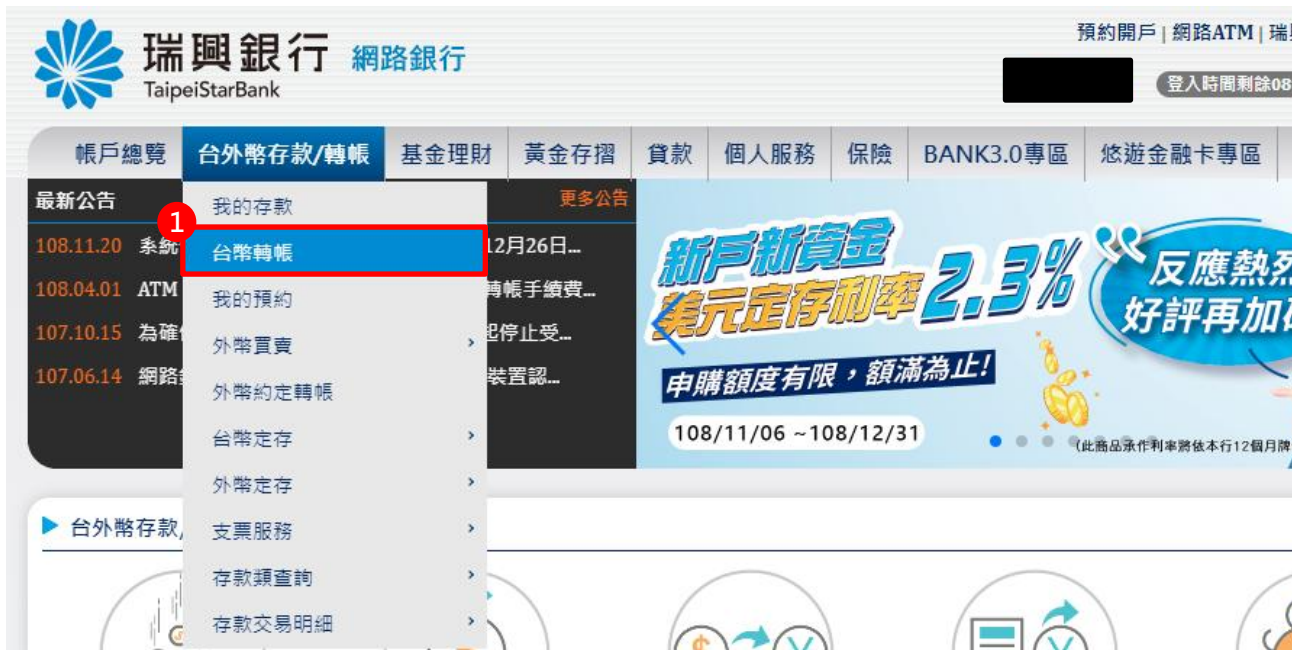 預約開戶 | 網路ATM |
瑞興銀行 網路銀行
TaipeiStarBank
登入時間剩餘08
帳戶總覽 台外幣存款/轉帳 基金理財 黃金存摺 貸款 個人服務 保險 BANK3.0專區 悠遊金融卡專區
最新公告 更多公告
108.11.20 系統 12月26日...
108.04.01 ATM 轉帳手續費...
107.10.15 為確 起停止受...
107.06.14 網路 裝置認...
1
我的存款
台幣轉帳
我的預約
外幣買賣
外幣約定轉帳
台幣定存
外幣定存
支票服務
存款類查詢
存款交易明細
新戶新資金
美元定存利率 2.3%
反應熱烈
好評再加
申購額度有限,額滿為止!
108/11/06 ~108/12/31
(此商品承作利率將依本行12個月牌
台外幣存款/